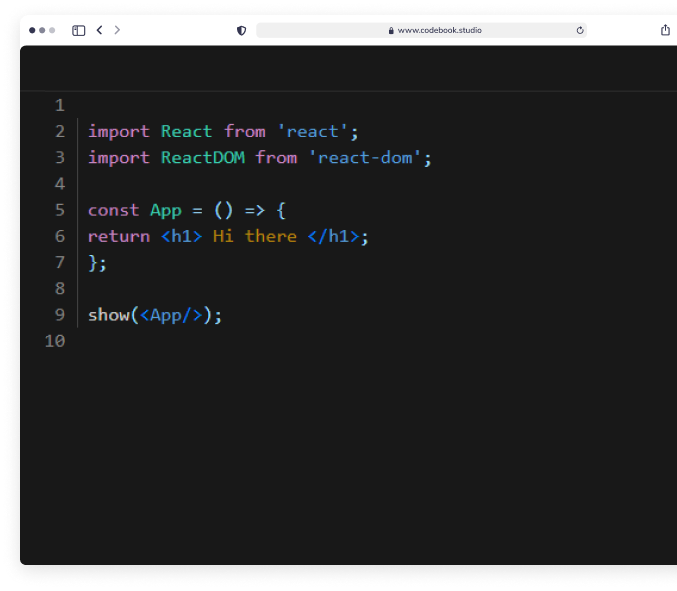 www.codebook.studio
1
2 import React from 'react';
3 import ReactDOM from 'react-dom';
4
5 const App = () => {
6 return <h1> Hi there </h1>;
7 };
8
9 show(<App/>);
10